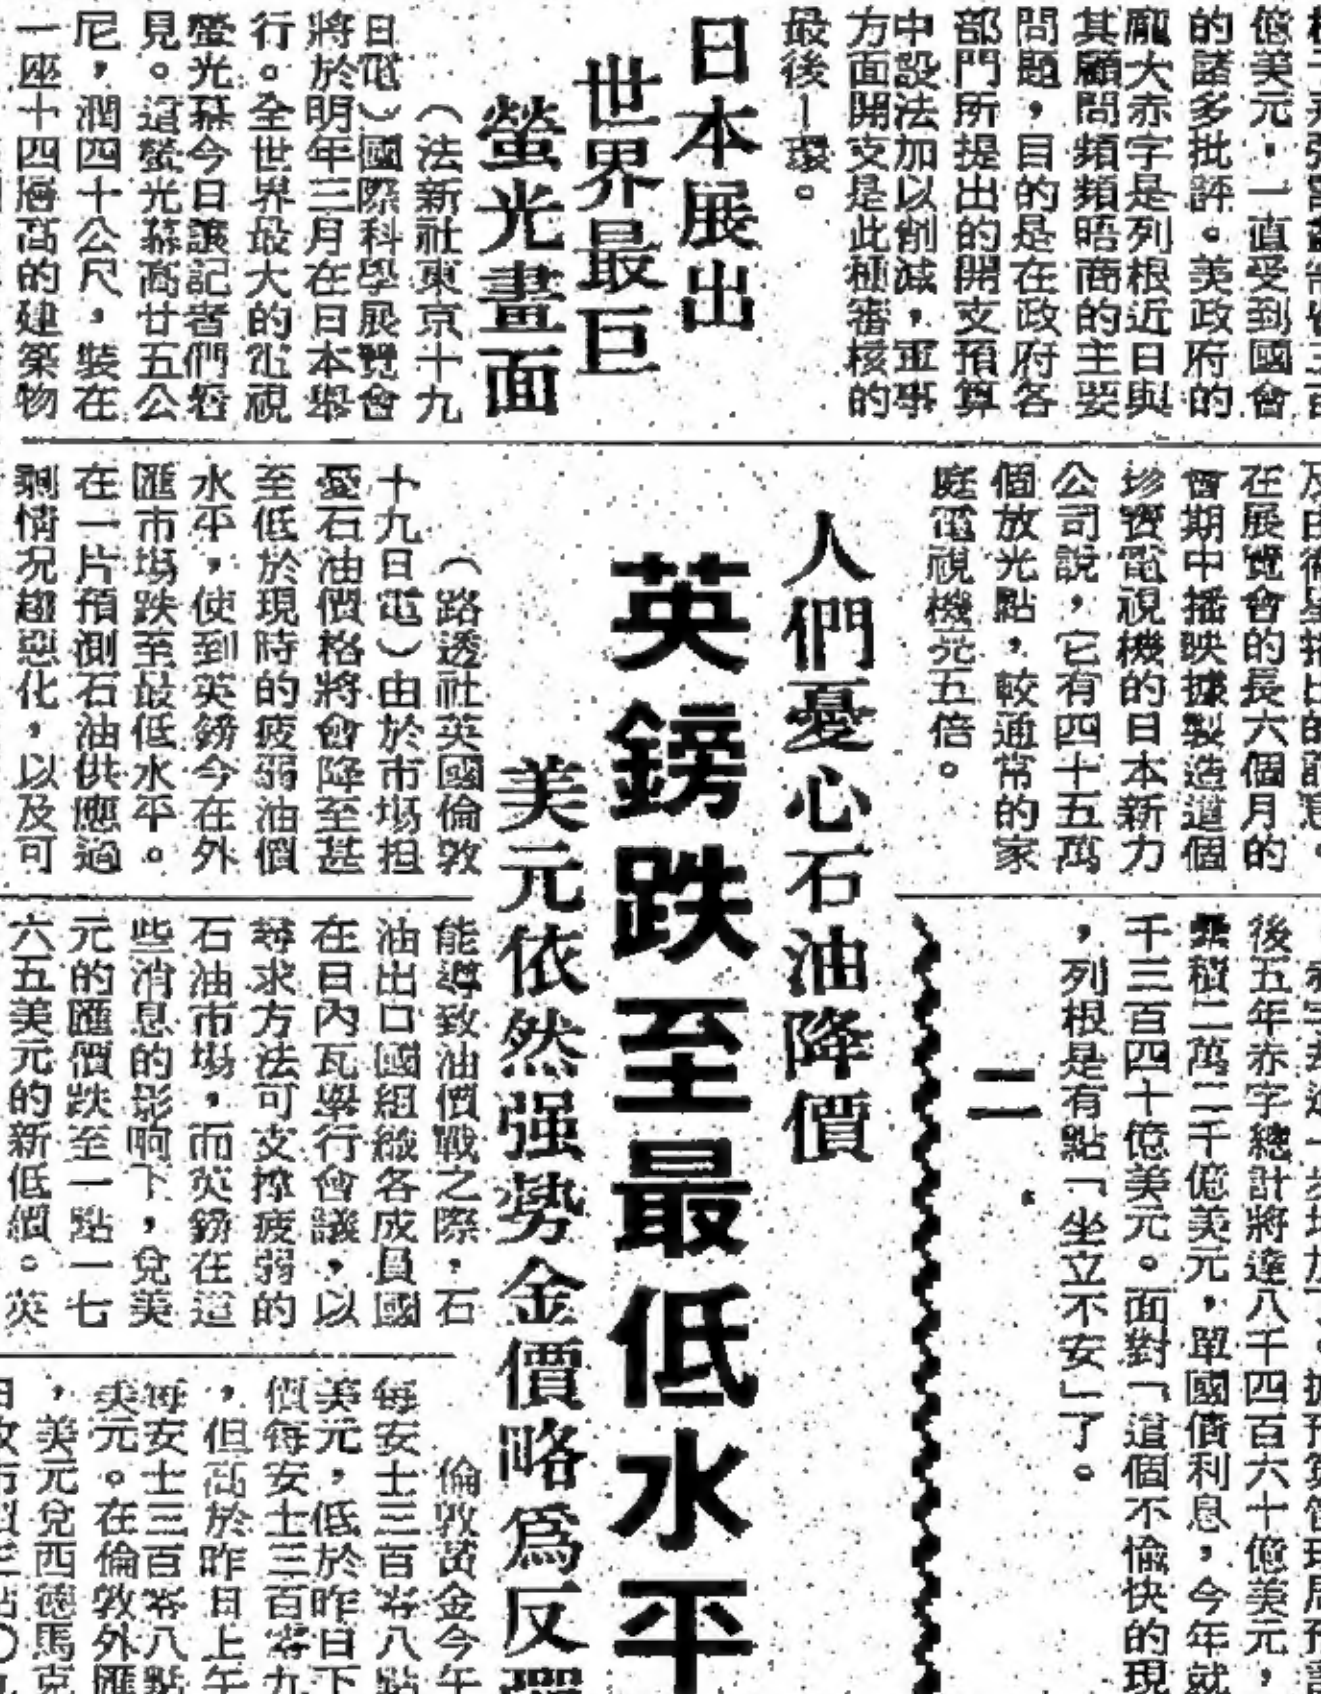 億美元，一直受到國會
的諸多批評。美政府的
龐大赤字是列根近日與
其顧問頻頻晤商的主要
問題，目的是在政府各
部門所提出的開支預算
中設法加以削減，軍事
方面開支是此種審核的
最後一環。
日本展出
世界最巨
螢光畫面
（法新社東京十九
日電）國際科學展覽會
將於明年三月在日本舉
行。全世界最大的電視
螢光幕今日讓記者們看
見。這螢光幕高廿五公
尼，濶四十公尺，裝在
一座十四層高的建築物
在展覽會的長六個月的
會期中播映據製造這個
珍寶電視機的日本新力
公司說，它有四十五萬
個放光點，較通常的家
庭電視機亮五倍。
人們憂心石油降價
英鎊跌至最低水平
美元依然强勢金價略爲反彈
（路透社英國倫敦
十九日電）由於市場担
憂石油價格將會降至甚
至低於現時的疲弱油價
水平，使到英鎊今在外
匯市場跌至最低水平。
在一片預測石油供應過
剩情况趨惡化，以及可
後五年赤字總計將達八千四百六十億美元，
累積二萬二千億美元，單國債利息，今年就
千三百四十億美元。面對「這個不愉快的現
，列根是有點「坐立不安」了。
二
能導致油價戰之際，石
油出口國組織各成員國
在日內瓦舉行會議，以
尋求方法可支撐疲弱的
石油市場，而英鎊在這
些消息的影响下，兌美
元的匯價跌至一點一七
六五美元的新低價。英
倫敦黃金今午
每安士三百零八點
美元，低於昨日下
價每安士三百零九
，但高於昨日上午
每安士三百零八點
美元。在倫敦外匯
，美元兌西德馬克